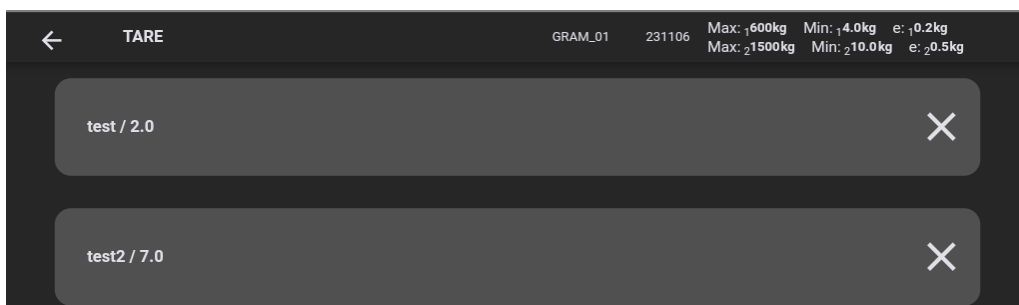 TARE
GRAM_01 231106
Max: ₁600kg Min: ₁4.0kg e: ₁0.2kg
Max: ₂1500kg Min: ₂10.0kg e: ₂0.5kg
test / 2.0
test2 / 7.0